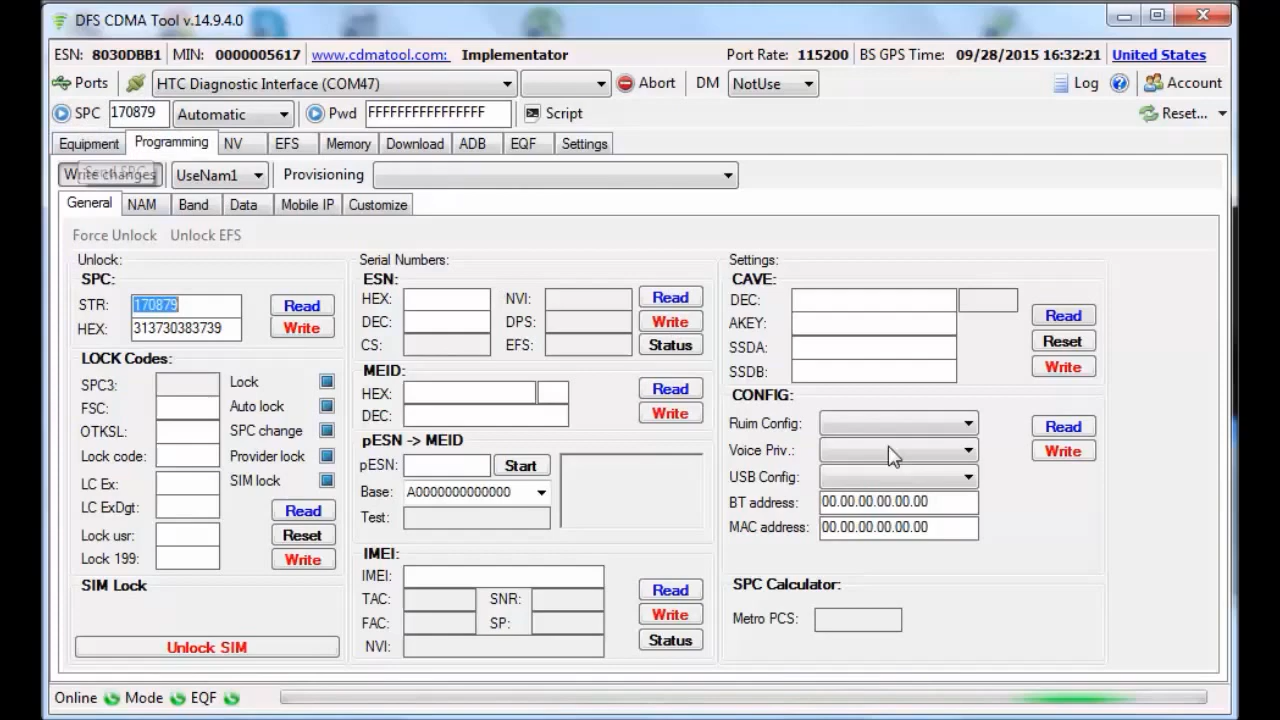 DFS CDMA Tool v.14.9.4.0
ESN: 8030DBB1 MIN: 0000005617 www.cdmatool.com: Implementator Port Rate: 115200 BS GPS Time: 09/28/2015 16:32:21 United States
Ports HTC Diagnostic Interface (COM47) Abort DM NotUse Log Account
SPC 170879 Automatic Pwd FFFFFFFFFFFFFFFF Script Reset...
Equipment Programming NV EFS Memory Download ADB EQF Settings
Write changes Send SPC UseNam1 Provisioning
General NAM Band Data Mobile IP Customize
Force Unlock Unlock EFS
Unlock: Serial Numbers: Settings:
SPC: ESN: CAVE:
STR: 170879 Read HEX: NVI: Read DEC:
HEX: 313730383739 Write DEC: DPS: Write AKEY: Read
CS: EFS: Status SSDA: Reset
LOCK Codes: MEID: SSDB: Write
SPC3: Lock HEX: Read CONFIG:
FSC: Auto lock DEC: Write Ruim Config: Read
OTKSL: SPC change pESN -> MEID Voice Priv.: Write
Lock code: Provider lock pESN: Start USB Config:
LC Ex: SIM lock Base: A0000000000000 BT address: 00.00.00.00.00.00
LC ExDgt: Read Test: MAC address: 00.00.00.00.00.00
Lock usr: Reset
Lock 199: Write IMEI:
SIM Lock IMEI: Read SPC Calculator:
TAC: SNR: Write Metro PCS:
FAC: SP: Status
Unlock SIM NVI:
Online Mode EQF